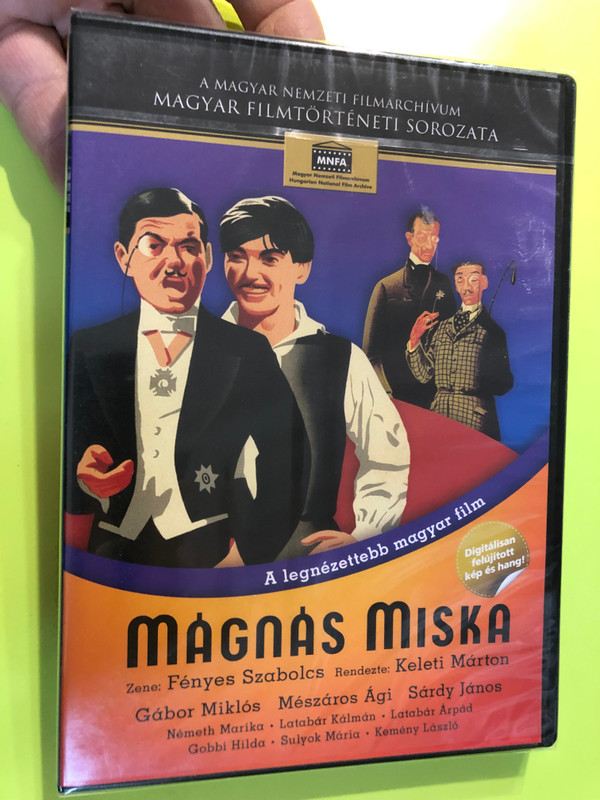 A MAGYAR NEMZETI FILMARCHÍVUM
MAGYAR FILMTÖRTÉNETI SOROZATA
MNFA
Magyar Nemzeti Filmarchívum
Hungarian National Film Archive
A legnézettebb magyar film
Digitálisan
felújított
kép és hang!
MÁGNÁS MISKA
Zene: Fényes Szabolcs Rendezte: Keleti Márton
Gábor Miklós Mészáros Ági Sárdy János
Németh Marika • Latabár Kálmán • Latabár Árpád
Gobbi Hilda • Sulyok Mária • Kemény László